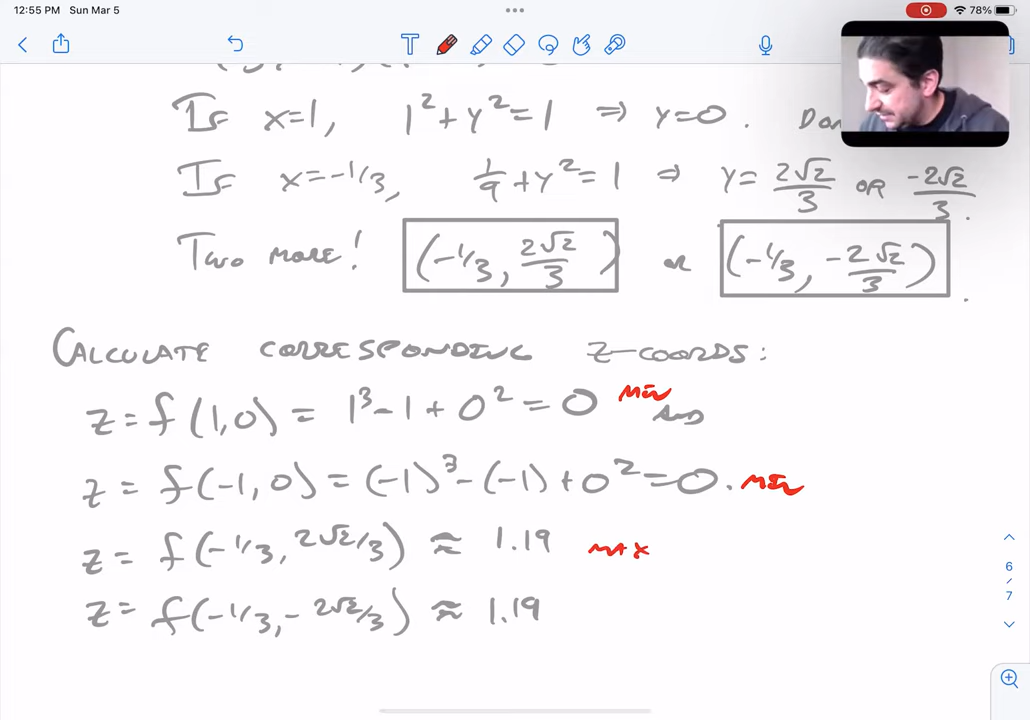 12:55 PM Sun Mar 5
78%
If x=1, 1²+y²=1 ⇒ y=0.
If x=-1/3, 1/9+y²=1 ⇒ y= 2√2/3 OR -2√2/3.
Two more! (-1/3, 2√2/3) or (-1/3, -2√2/3).
CALCULATE CORRESPONDING Z-COORDS:
z=f(1,0) = 1³-1+0²=0 MIN AND
z=f(-1,0)=(-1)³-(-1)+0²=0. MIN
z=f(-1/3, 2√2/3) ≈ 1.19 MAX
z=f(-1/3,-2√2/3) ≈ 1.19
6
/
7